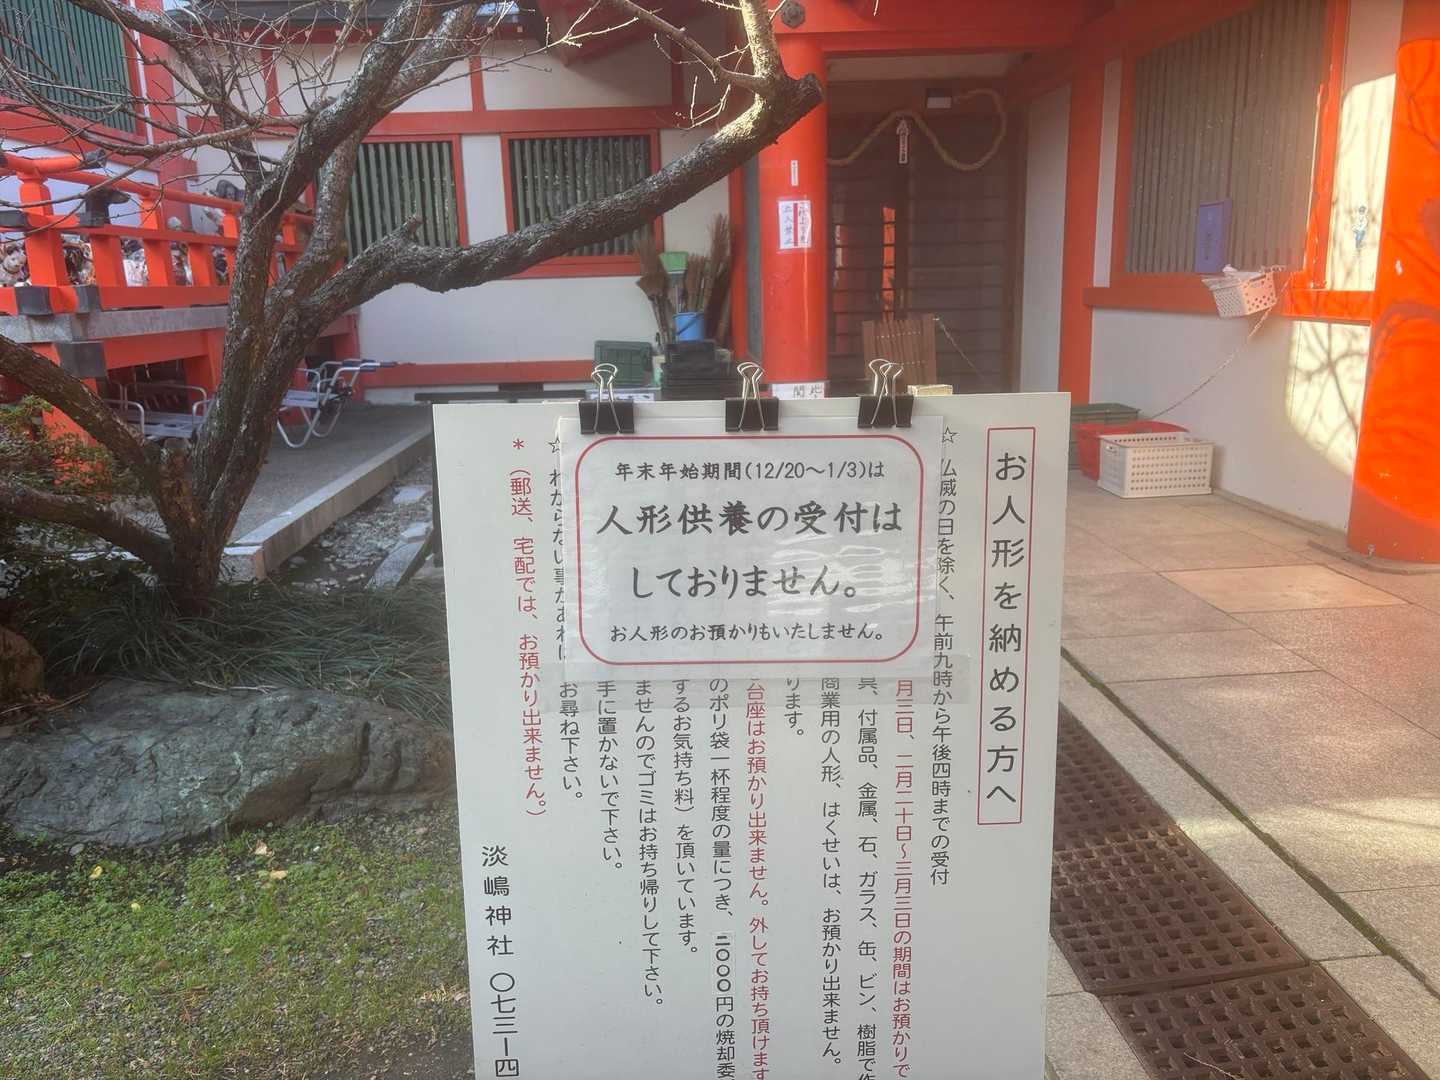 お人形を納める方へ
☆ 仏滅の日を除く、午前九時から午後四時までの受付
月三日、二月二十日～三月三日の期間はお預かりで
具、付属品、金属、石、ガラス、缶、ビン、樹脂で作
商業用の人形、はくせいは、お預かり出来ません。
ります。
台座はお預かり出来ません。外してお持ち頂けます
のポリ袋一杯程度の量につき、二〇〇〇円の焼却委
するお気持ち料）を頂いています。
ませんのでゴミはお持ち帰りして下さい。
手に置かないで下さい。
☆ わからない事があれば
お尋ね下さい。
＊（郵送、宅配では、お預かり出来ません。）
淡嶋神社 〇七三ー四
年末年始期間(12/20～1/3)は
人形供養の受付は
しておりません。
お人形のお預かりもいたしません。